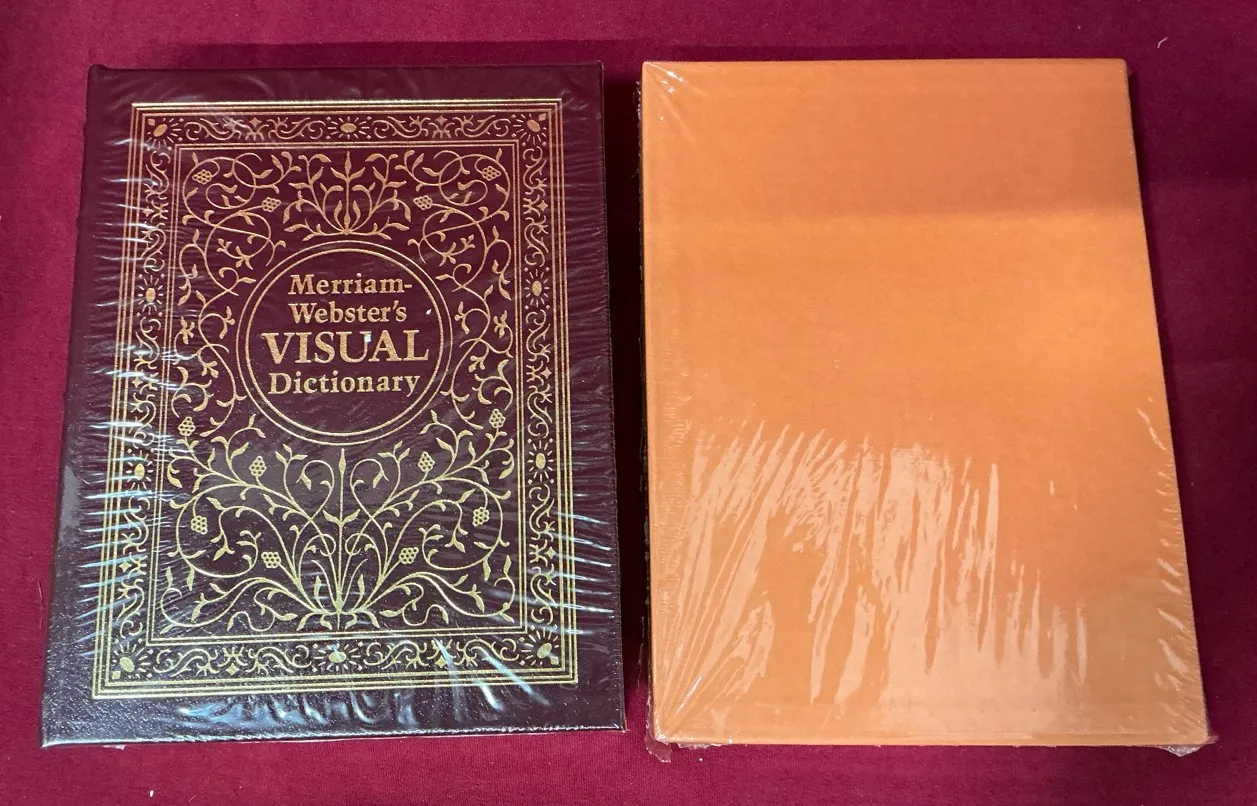 Merriam-
Webster's
VISUAL
Dictionary